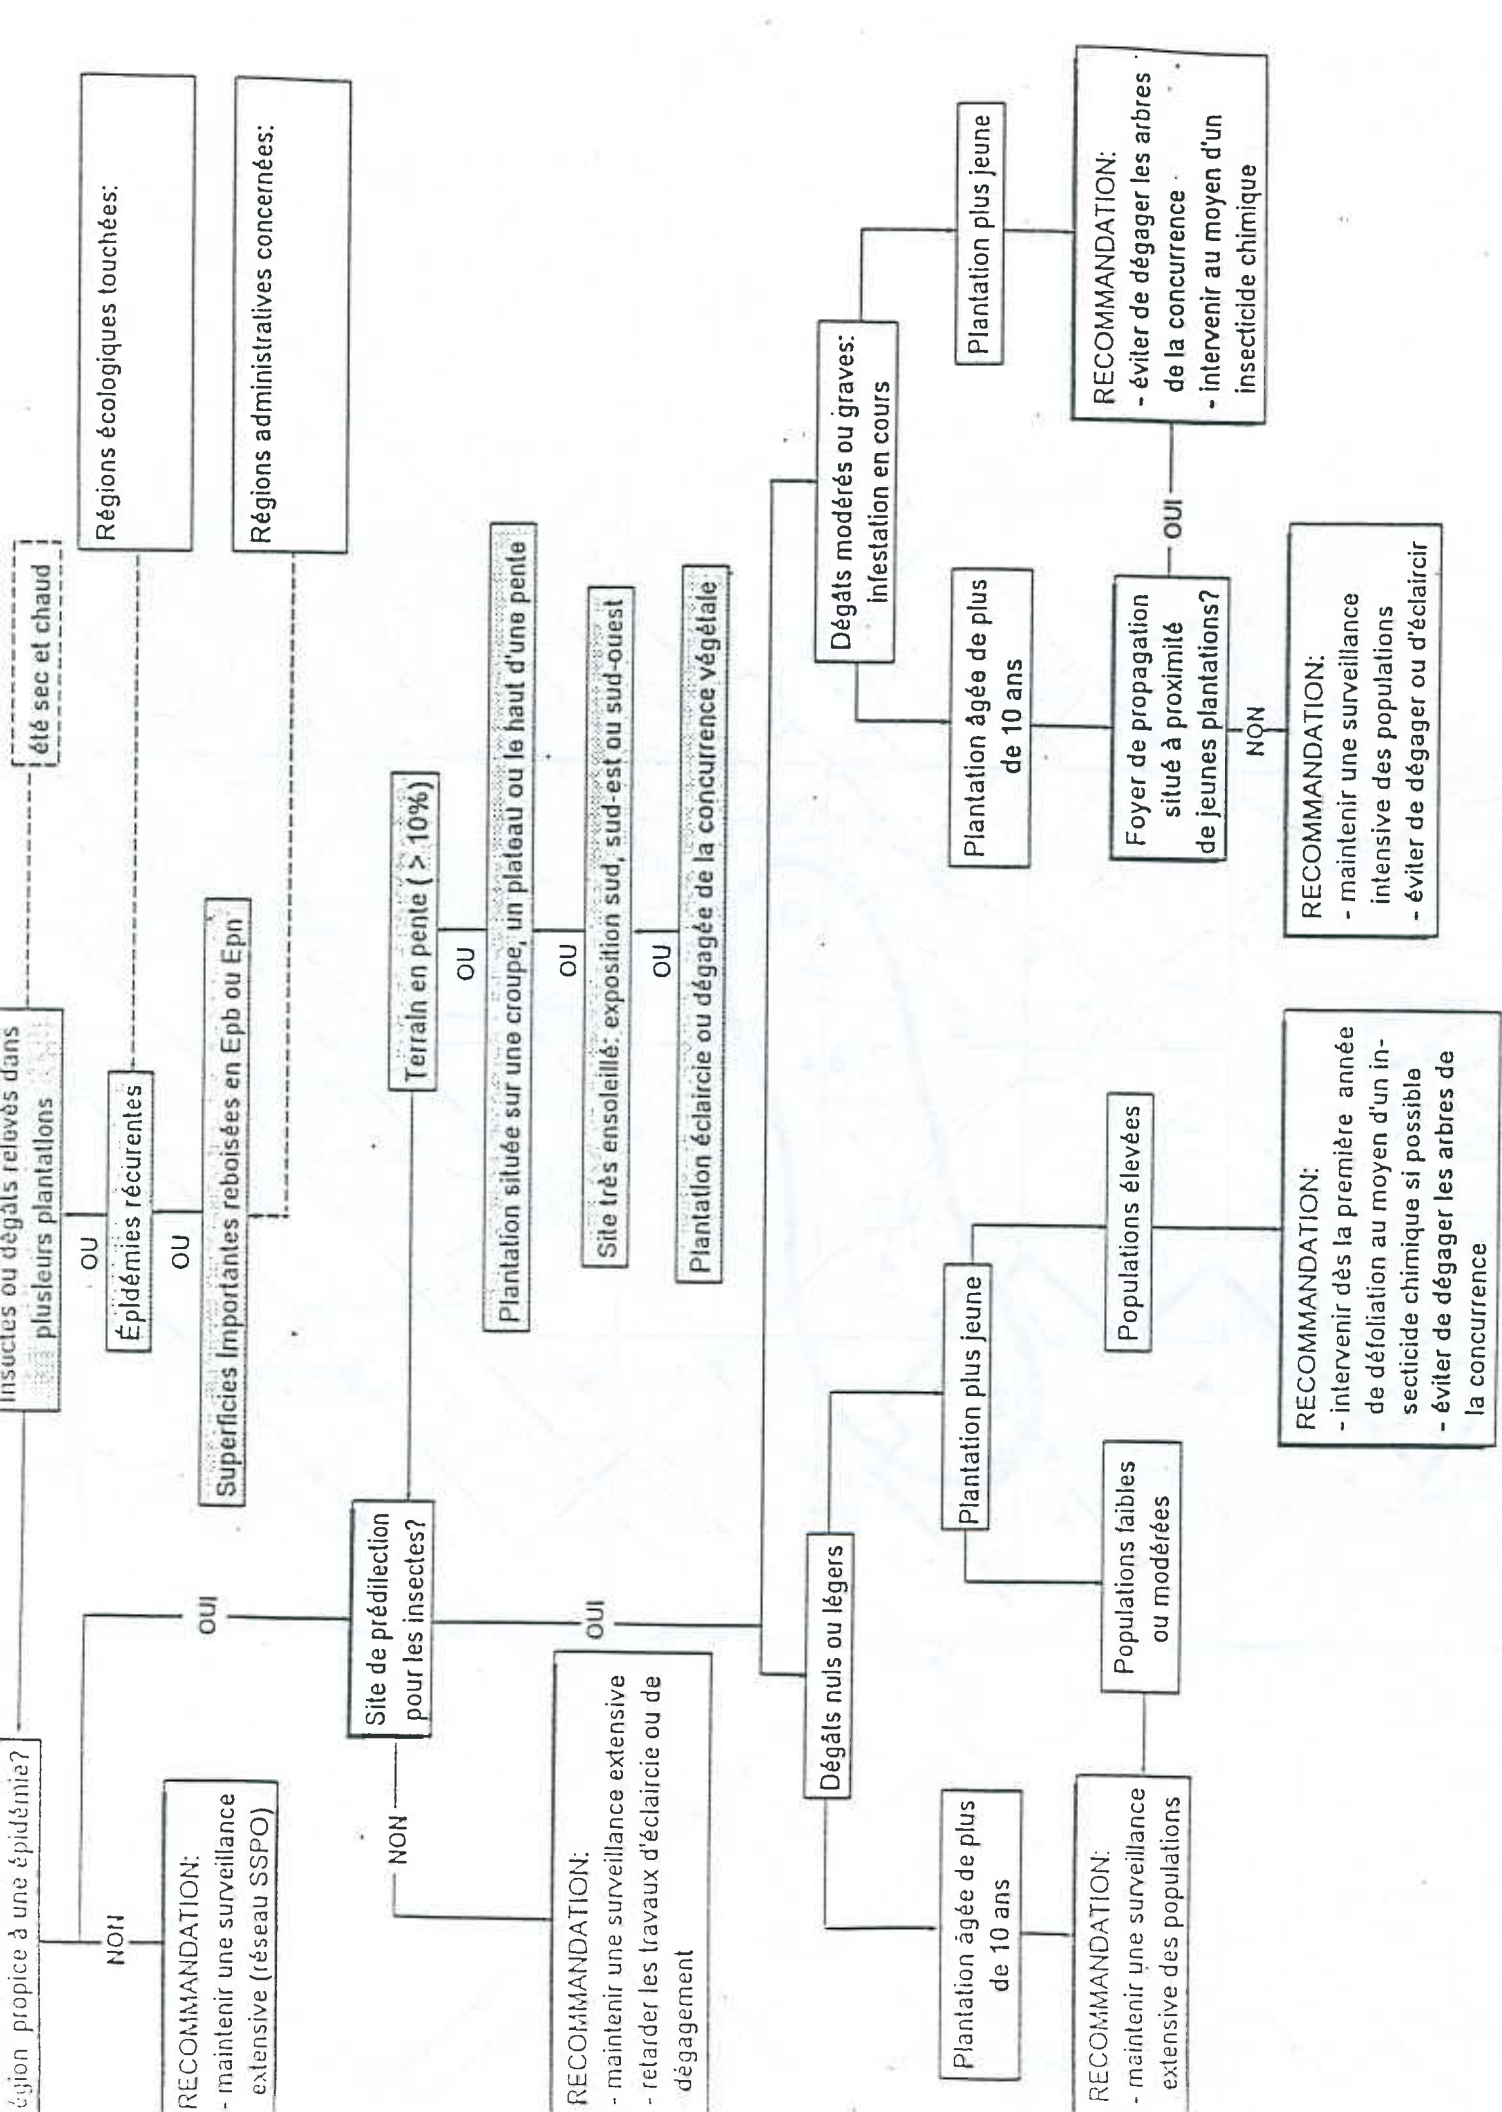 Insectes ou dégâts relevés dans
plusieurs plantations
été sec et chaud
OU
Épidémies récurentes
Régions écologiques touchées:
OU
Superficies Importantes reboisées en Epb ou Epn
Régions administratives concernées:
égion propice à une épidémie?
NON
OUI
RECOMMANDATION:
- maintenir une surveillance
extensive (réseau SSPO)
Site de prédilection
pour les insectes?
Terrain en pente ( > 10%)
OU
Plantation située sur une croupe, un plateau ou le haut d'une pente
OU
Site très ensoleillé: exposition sud, sud-est ou sud-ouest
OU
Plantation éclaircie ou dégagée de la concurrence végétale
NON
OUI
RECOMMANDATION:
- maintenir une surveillance extensive
- retarder les travaux d'éclaircie ou de
dégagement
Dégâts nuls ou légers
Dégâts modérés ou graves:
infestation en cours
Plantation âgée de plus
de 10 ans
Plantation plus jeune
Plantation âgée de plus
de 10 ans
Plantation plus jeune
Populations faibles
ou modérées
Populations élevées
Foyer de propagation
situé à proximité
de jeunes plantations?
OUI
NON
RECOMMANDATION:
- maintenir une surveillance
extensive des populations
RECOMMANDATION:
- intervenir dès la première année
de défoliation au moyen d'un in-
secticide chimique si possible
- éviter de dégager les arbres de
la concurrence
RECOMMANDATION:
- maintenir une surveillance
intensive des populations
- éviter de dégager ou d'éclaircir
RECOMMANDATION:
- éviter de dégager les arbres
de la concurrence
- intervenir au moyen d'un
insecticide chimique